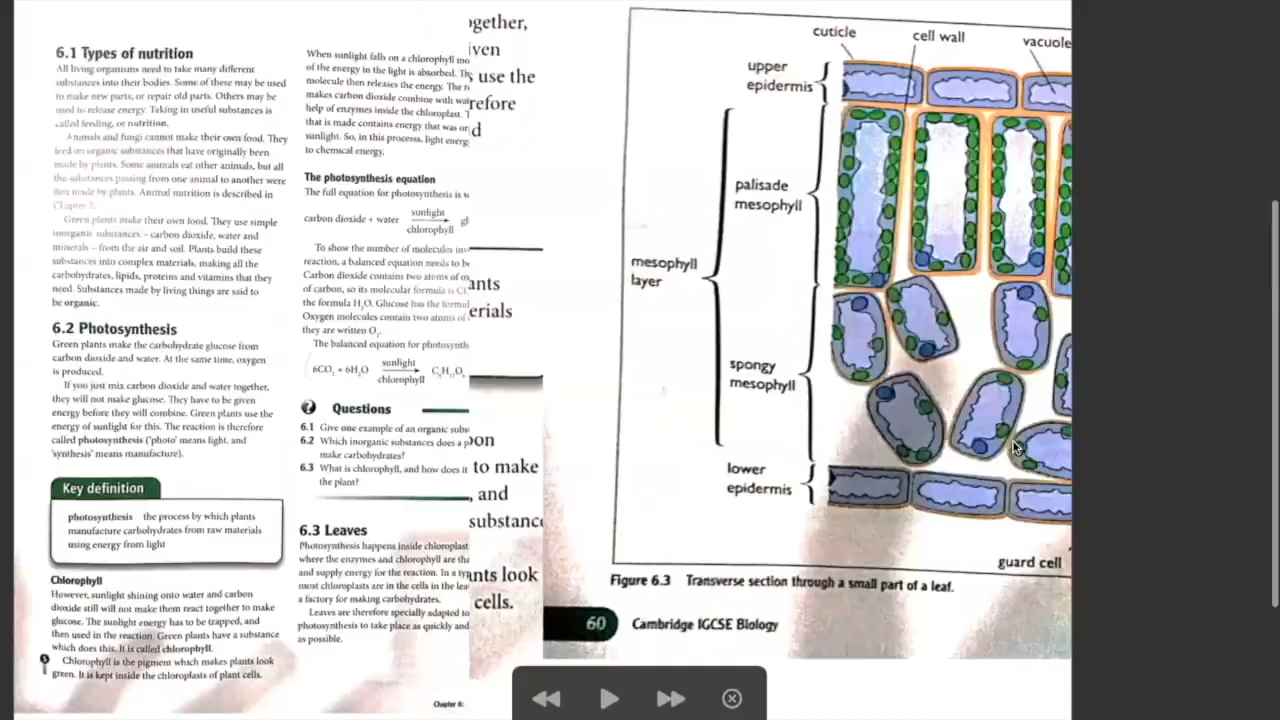 6.1 Types of nutrition
All living organisms need to take many different
substances into their bodies. Some of these may be used
to make new parts, or repair old parts. Others may be
used to release energy. Taking in useful substances is
called feeding, or nutrition.
Animals and fungi cannot make their own food. They
feed on organic substances that have originally been
made by plants. Some animals eat other animals, but all
the substances passing from one animal to another were
first made by plants. Animal nutrition is described in
Chapter 7.
Green plants make their own food. They use simple
inorganic substances – carbon dioxide, water and
minerals – from the air and soil. Plants build these
substances into complex materials, making all the
carbohydrates, lipids, proteins and vitamins that they
need. Substances made by living things are said to
be organic.
6.2 Photosynthesis
Green plants make the carbohydrate glucose from
carbon dioxide and water. At the same time, oxygen
is produced.
If you just mix carbon dioxide and water together,
they will not make glucose. They have to be given
energy before they will combine. Green plants use the
energy of sunlight for this. The reaction is therefore
called photosynthesis ('photo' means light, and
'synthesis' means manufacture).
Key definition
photosynthesis the process by which plants
manufacture carbohydrates from raw materials
using energy from light
Chlorophyll
However, sunlight shining onto water and carbon
dioxide still will not make them react together to make
glucose. The sunlight energy has to be trapped, and
then used in the reaction. Green plants have a substance
which does this. It is called chlorophyll.
Chlorophyll is the pigment which makes plants look
green. It is kept inside the chloroplasts of plant cells.
When sunlight falls on a chlorophyll mo
of the energy in the light is absorbed. Th
molecule then releases the energy. The r
makes carbon dioxide combine with wat
help of enzymes inside the chloroplast. T
that is made contains energy that was or
sunlight. So, in this process, light energ
to chemical energy.
The photosynthesis equation
The full equation for photosynthesis is w
carbon dioxide + water sunlight gl
chlorophyll
To show the number of molecules inv
reaction, a balanced equation needs to b
Carbon dioxide contains two atoms of ox
of carbon, so its molecular formula is CO
the formula H₂O. Glucose has the formul
Oxygen molecules contain two atoms of
they are written O₂.
The balanced equation for photosynth
6CO₂ + 6H₂O sunlight C₆H₁₂O₆
chlorophyll
? Questions
6.1 Give one example of an organic subs
6.2 Which inorganic substances does a p
make carbohydrates?
6.3 What is chlorophyll, and how does it
the plant?
6.3 Leaves
Photosynthesis happens inside chloroplast
where the enzymes and chlorophyll are tha
and supply energy for the reaction. In a typ
most chloroplasts are in the cells in the lea
a factory for making carbohydrates.
Leaves are therefore specially adapted to
photosynthesis to take place as quickly and
as possible.
Chapter 6:
ogether,
iven
s use the
refore
d
ants
erials
on
to make
, and
substanc
ants look
cells.
cuticle
cell wall
vacuole
upper
epidermis
palisade
mesophyll
mesophyll
layer
spongy
mesophyll
lower
epidermis
guard cell
Figure 6.3 Transverse section through a small part of a leaf.
60 Cambridge IGCSE Biology